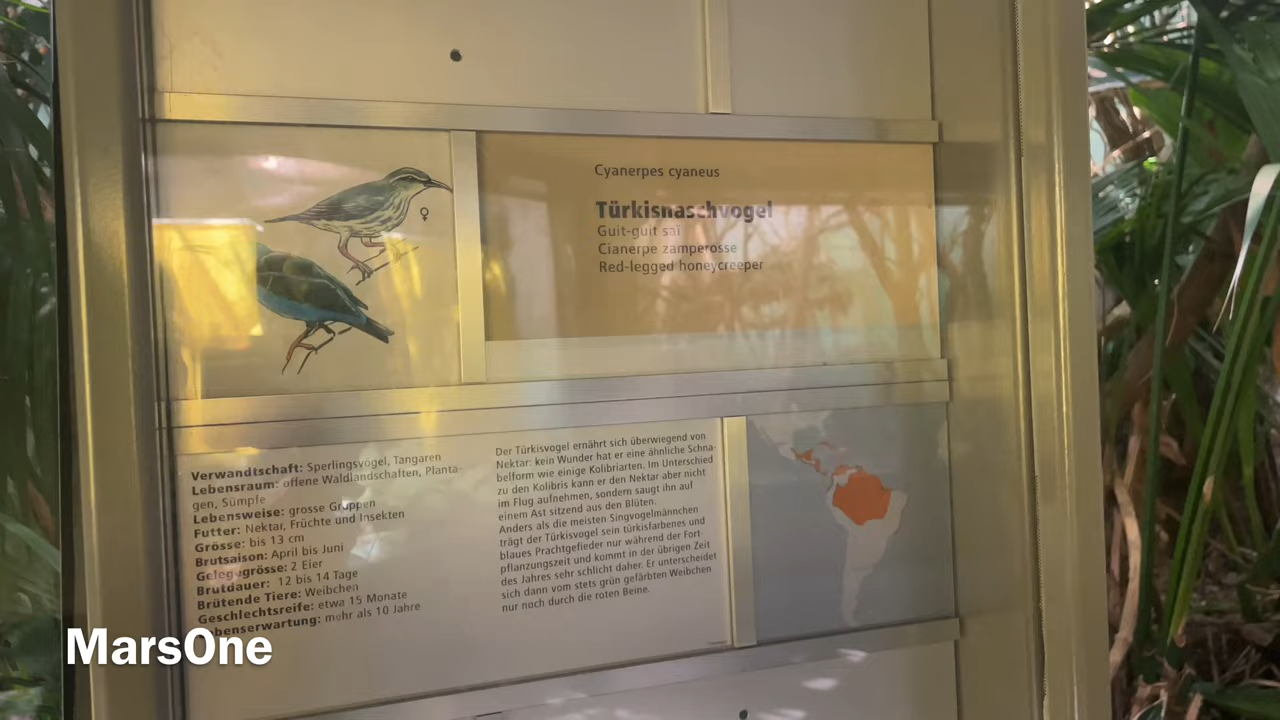 ♀
Cyanerpes cyaneus
Türkisnaschvogel
Guit-guit saï
Cianerpe zamperosse
Red-legged honeycreeper
Verwandtschaft: Sperlingsvögel, Tangaren
Lebensraum: offene Waldlandschaften, Planta-
gen, Sümpfe
Lebensweise: grosse Gruppen
Futter: Nektar, Früchte und Insekten
Grösse: bis 13 cm
Brutsaison: April bis Juni
Gelegegrösse: 2 Eier
Brutdauer: 12 bis 14 Tage
Brütende Tiere: Weibchen
Geschlechtsreife: etwa 15 Monate
Lebenserwartung: mehr als 10 Jahre
Der Türkisvogel ernährt sich überwiegend von
Nektar: kein Wunder hat er eine ähnliche Schna-
belform wie einige Kolibriarten. Im Unterschied
zu den Kolibris kann er den Nektar aber nicht
im Flug aufnehmen, sondern saugt ihn auf
einem Ast sitzend aus den Blüten.
Anders als die meisten Singvogelmännchen
trägt der Türkisvogel sein türkisfarbenes und
blaues Prachtgefieder nur während der Fort
pflanzungszeit und kommt in der übrigen Zeit
des Jahres sehr schlicht daher. Er unterscheidet
sich dann vom stets grün gefärbten Weibchen
nur noch durch die roten Beine.
MarsOne